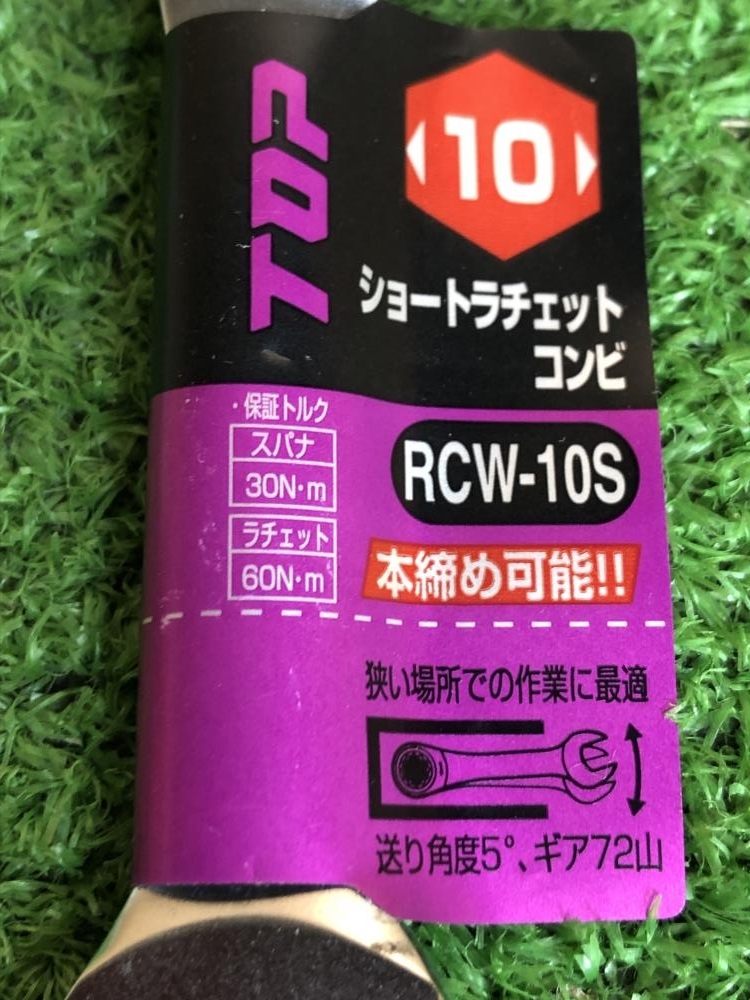 TOP
10
ショートラチェット
コンビ
・保証トルク
スパナ
30N・m
ラチェット
60N・m
RCW-10S
本締め可能!!
狭い場所での作業に最適
送り角度5°、ギア72山